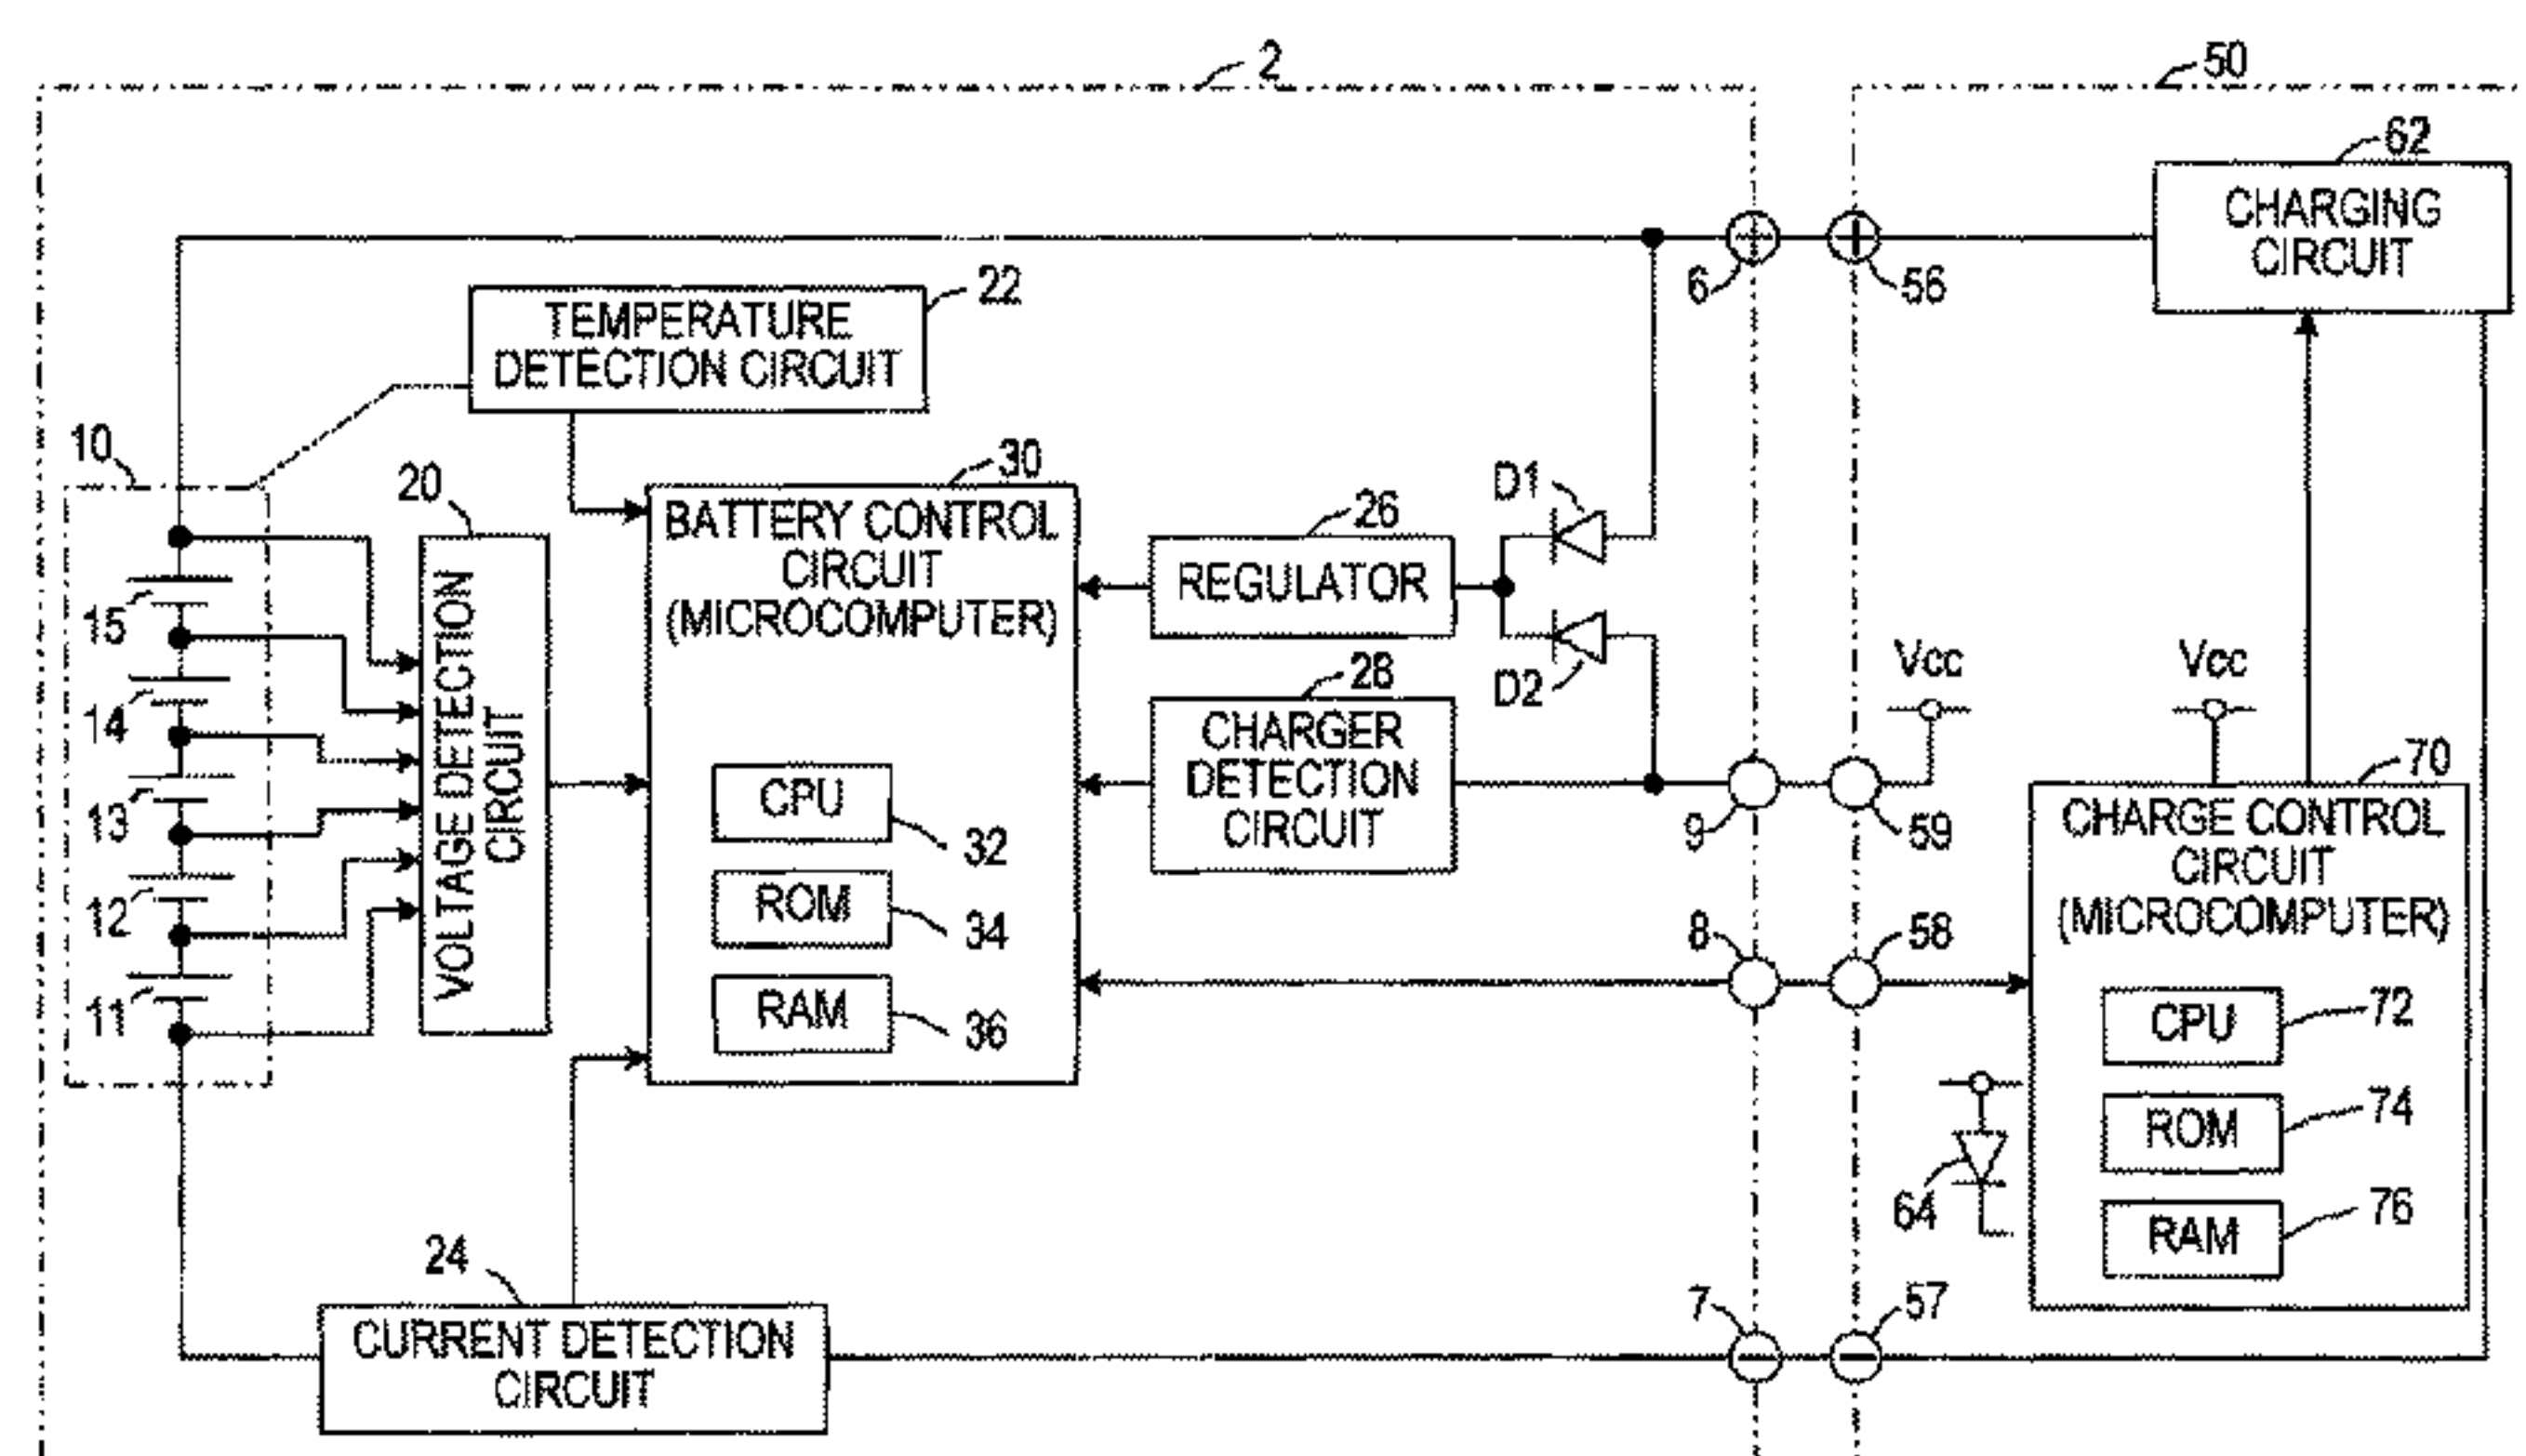 2
50
62
CHARGING
CIRCUIT
6
56
22
TEMPERATURE
DETECTION CIRCUIT
10
20
30
BATTERY CONTROL
CIRCUIT
(MICROCOMPUTER)
D1
26
REGULATOR
D2
15
14
13
12
11
VOLTAGE DETECTION
CIRCUIT
28
CHARGER
DETECTION
CIRCUIT
Vcc
Vcc
CPU
32
ROM
34
RAM
36
9
59
8
58
70
CHARGE CONTROL
CIRCUIT
(MICROCOMPUTER)
CPU
72
ROM
74
RAM
76
64
24
CURRENT DETECTION
CIRCUIT
7
57